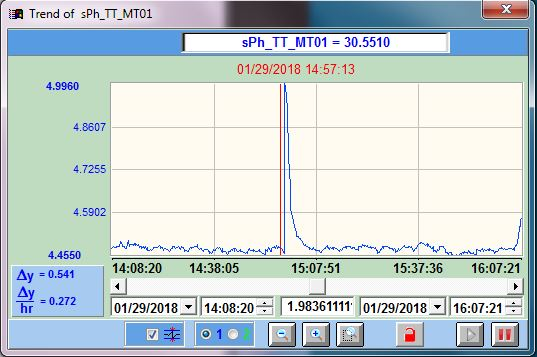 Trend of sPh_TT_MT01
sPh_TT_MT01 = 30.5510
01/29/2018 14:57:13
4.9960
4.8607
4.7255
4.5902
4.4550
14:08:20 14:38:05 15:07:51 15:37:36 16:07:21
Δy = 0.541
Δy
hr = 0.272
01/29/2018 14:08:20 1.98361111 01/29/2018 16:07:21
1 2